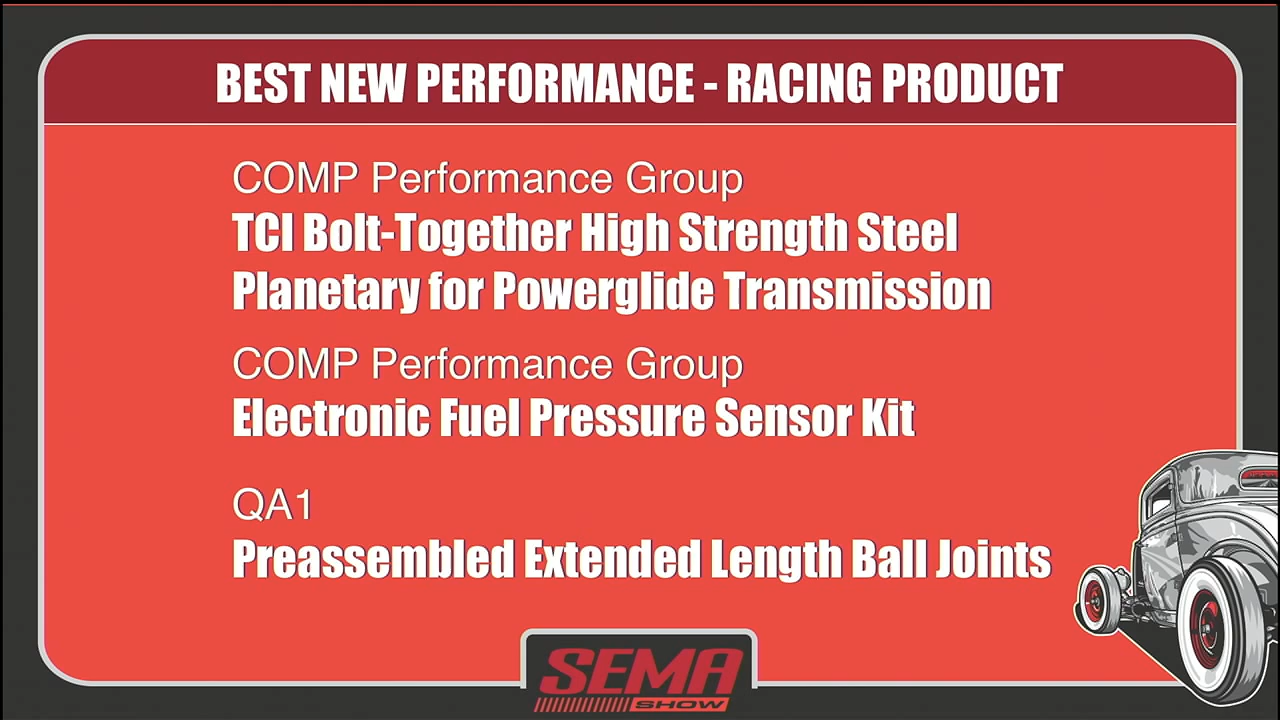 BEST NEW PERFORMANCE - RACING PRODUCT
COMP Performance Group
TCI Bolt-Together High Strength Steel
Planetary for Powerglide Transmission
COMP Performance Group
Electronic Fuel Pressure Sensor Kit
QA1
Preassembled Extended Length Ball Joints
SEMA
SHOW